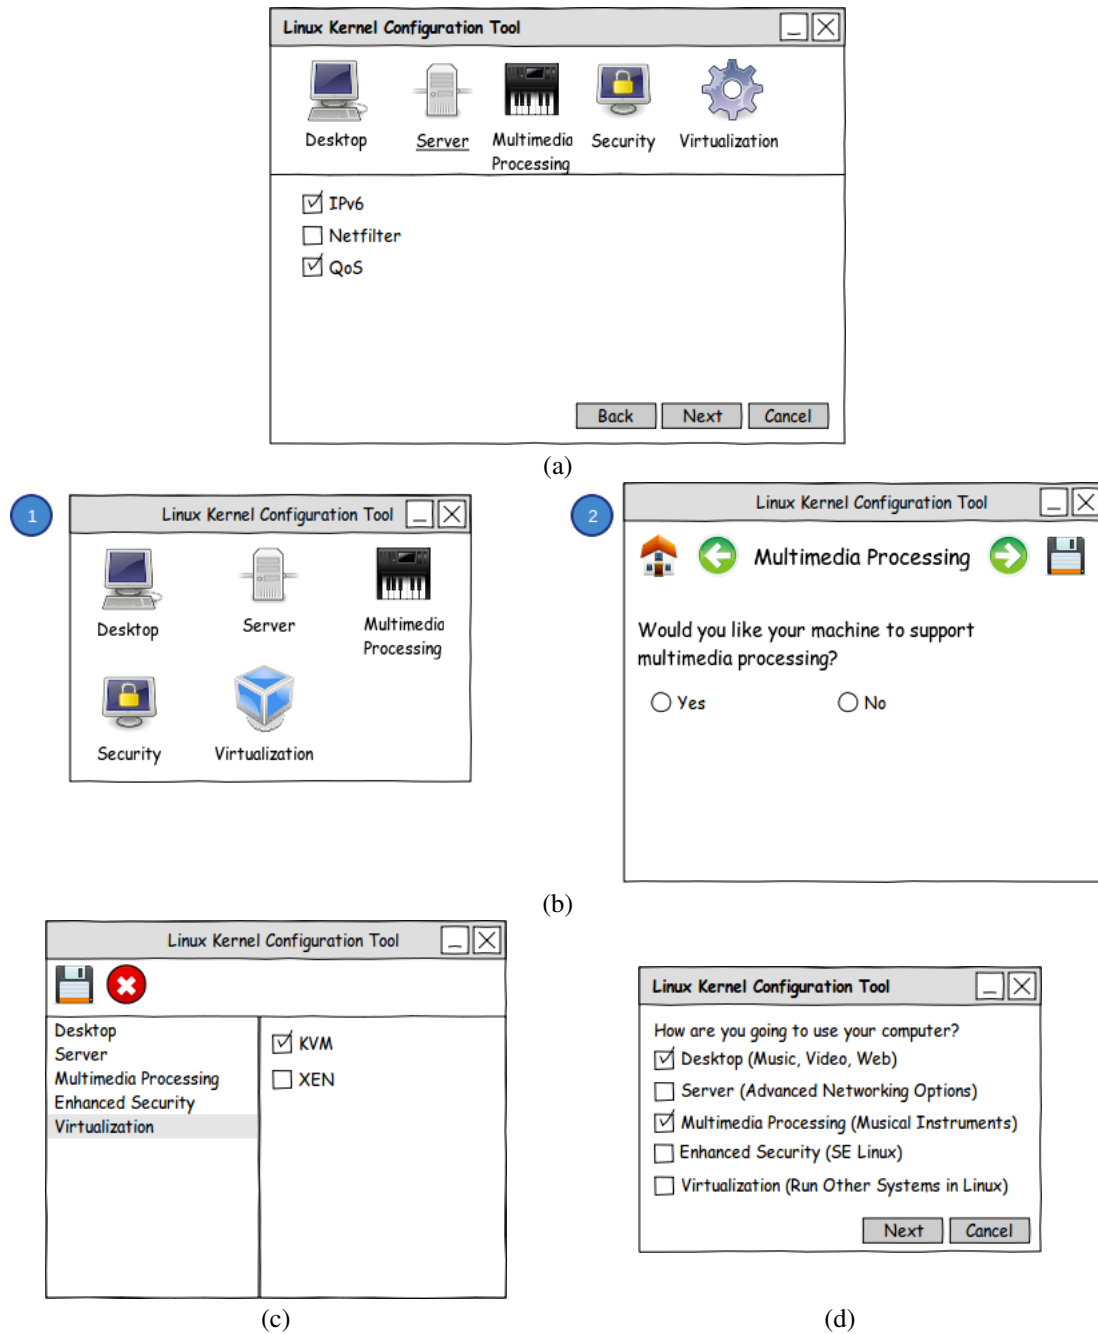 Linux Kernel Configuration Tool
Desktop
Server
Multimedia
Processing
Security
Virtualization
IPv6
Netfilter
QoS
Back
Next
Cancel
(a)
1
Linux Kernel Configuration Tool
Desktop
Server
Multimedia
Processing
Security
Virtualization
2
Linux Kernel Configuration Tool
Multimedia Processing
Would you like your machine to support
multimedia processing?
Yes
No
(b)
Linux Kernel Configuration Tool
Desktop
Server
Multimedia Processing
Enhanced Security
Virtualization
KVM
XEN
(c)
Linux Kernel Configuration Tool
How are you going to use your computer?
Desktop (Music, Video, Web)
Server (Advanced Networking Options)
Multimedia Processing (Musical Instruments)
Enhanced Security (SE Linux)
Virtualization (Run Other Systems in Linux)
Next
Cancel
(d)